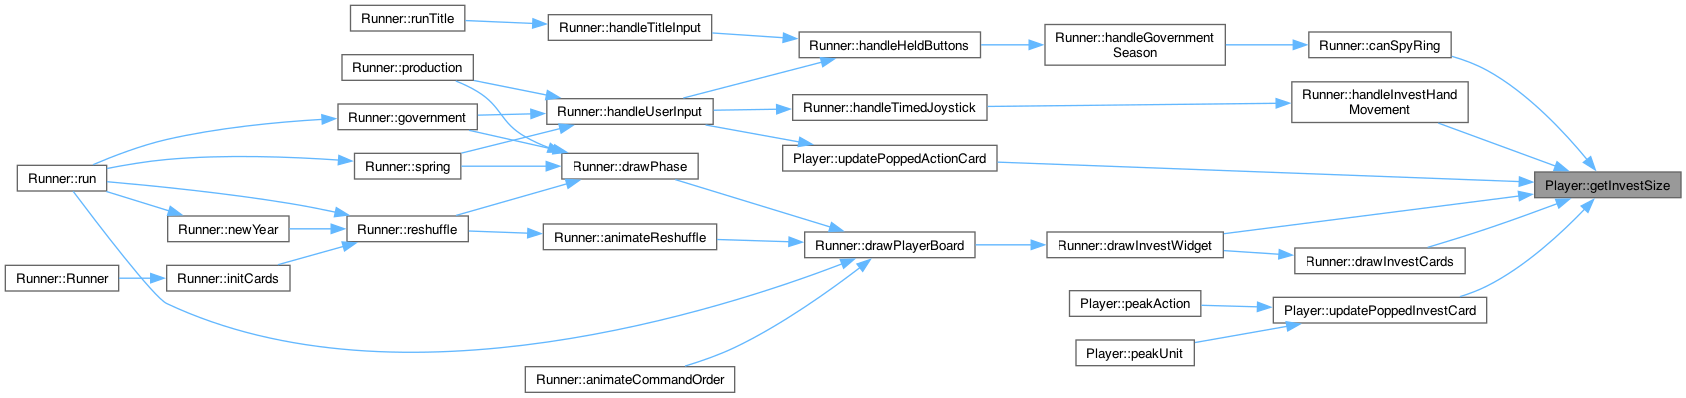 Runner::runTitle
Runner::handleTitleInput
Runner::handleHeldButtons
Runner::handleGovernment
Season
Runner::canSpyRing
Runner::production
Runner::handleUserInput
Runner::handleTimedJoystick
Runner::handleInvestHand
Movement
Runner::government
Runner::spring
Runner::drawPhase
Player::updatePoppedActionCard
Runner::run
Player::getInvestSize
Runner::newYear
Runner::reshuffle
Runner::animateReshuffle
Runner::drawPlayerBoard
Runner::drawInvestWidget
Runner::drawInvestCards
Runner::Runner
Runner::initCards
Player::peakAction
Player::updatePoppedInvestCard
Player::peakUnit
Runner::animateCommandOrder